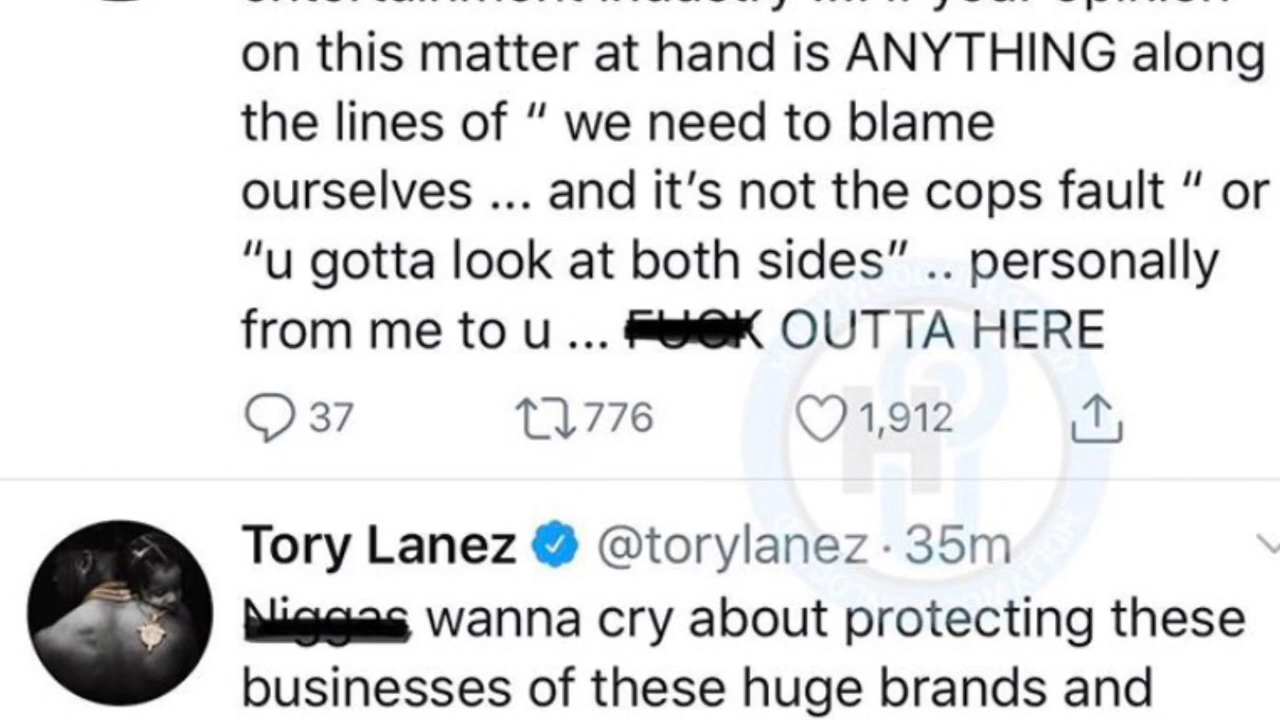 on this matter at hand is ANYTHING along
the lines of “ we need to blame
ourselves ... and it’s not the cops fault “ or
“u gotta look at both sides” .. personally
from me to u ... FUCK OUTTA HERE
37 776 1,912
Tory Lanez @torylanez · 35m
Niggas wanna cry about protecting these
businesses of these huge brands and